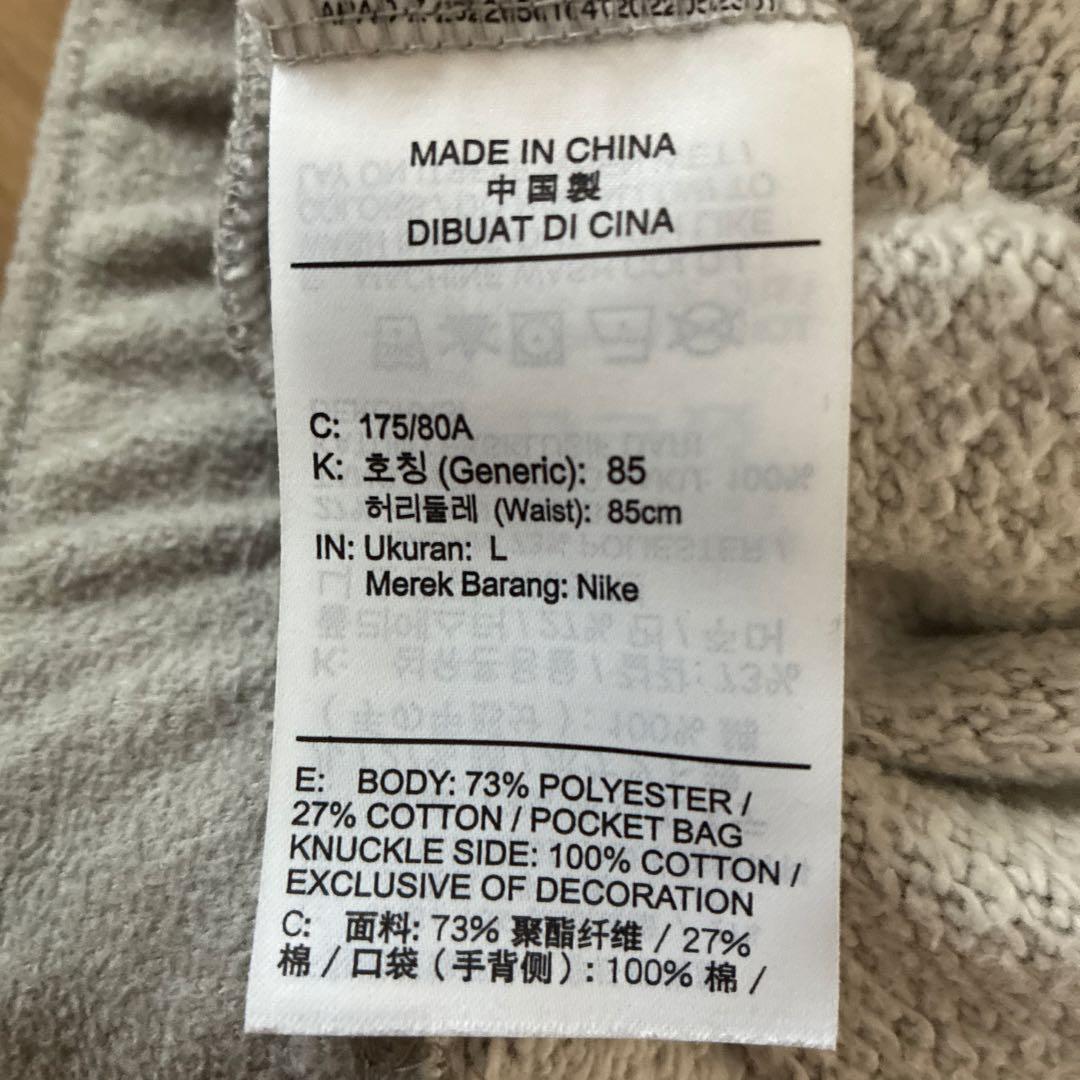 MADE IN CHINA
中国製
DIBUAT DI CINA
C: 175/80A
K: 호칭 (Generic): 85
허리둘레 (Waist): 85cm
IN: Ukuran: L
Merek Barang: Nike
E: BODY: 73% POLYESTER /
27% COTTON / POCKET BAG
KNUCKLE SIDE: 100% COTTON /
EXCLUSIVE OF DECORATION
C: 面料: 73% 聚酯纤维 / 27%
棉 / 口袋 (手背侧) : 100% 棉 /